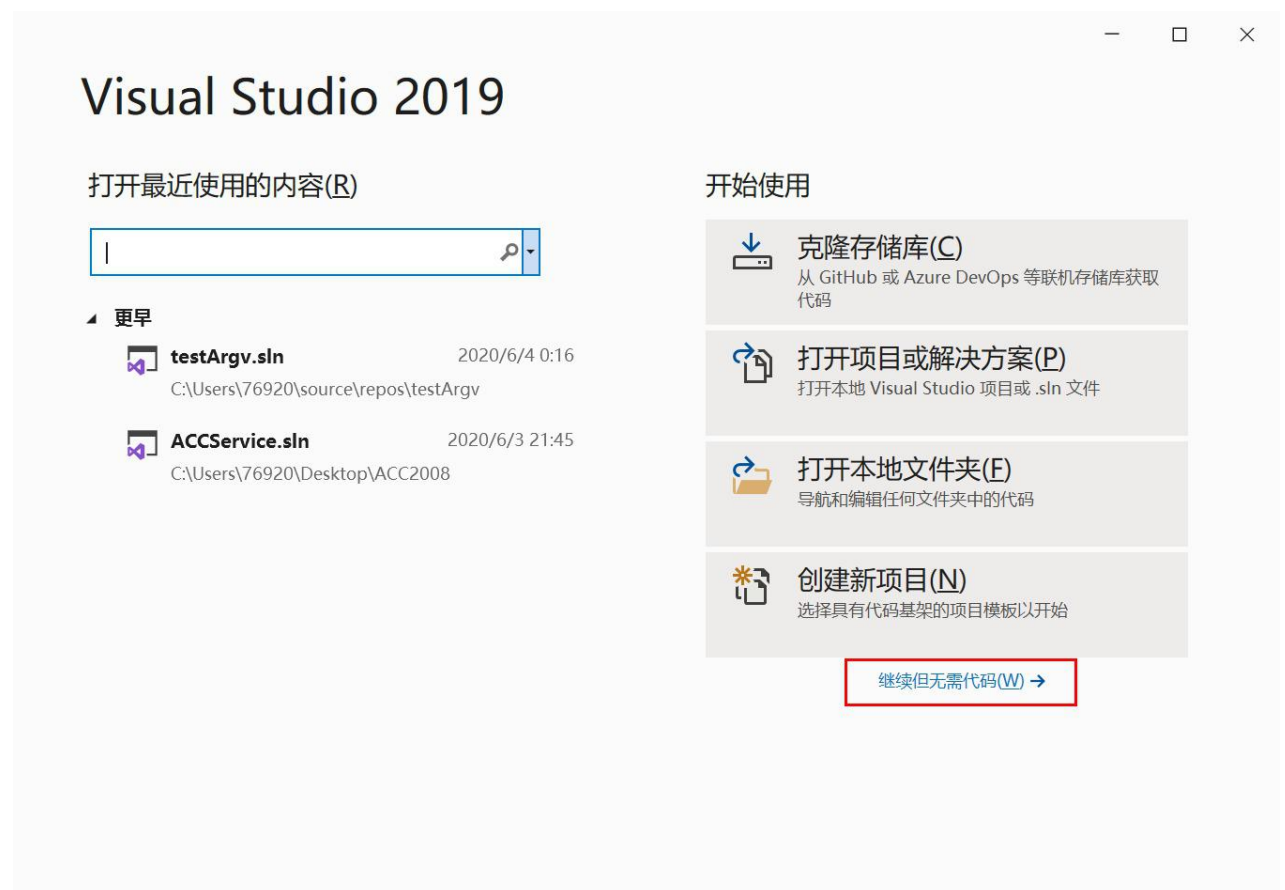 Visual Studio 2019
打开最近使用的内容(R)
更早
testArgv.sln 2020/6/4 0:16
C:\Users\76920\source\repos\testArgv
ACCService.sln 2020/6/3 21:45
C:\Users\76920\Desktop\ACC2008
开始使用
克隆存储库(C)
从 GitHub 或 Azure DevOps 等联机存储库获取
代码
打开项目或解决方案(P)
打开本地 Visual Studio 项目或 .sln 文件
打开本地文件夹(F)
导航和编辑任何文件夹中的代码
创建新项目(N)
选择具有代码基架的项目模板以开始
继续但无需代码(W) →